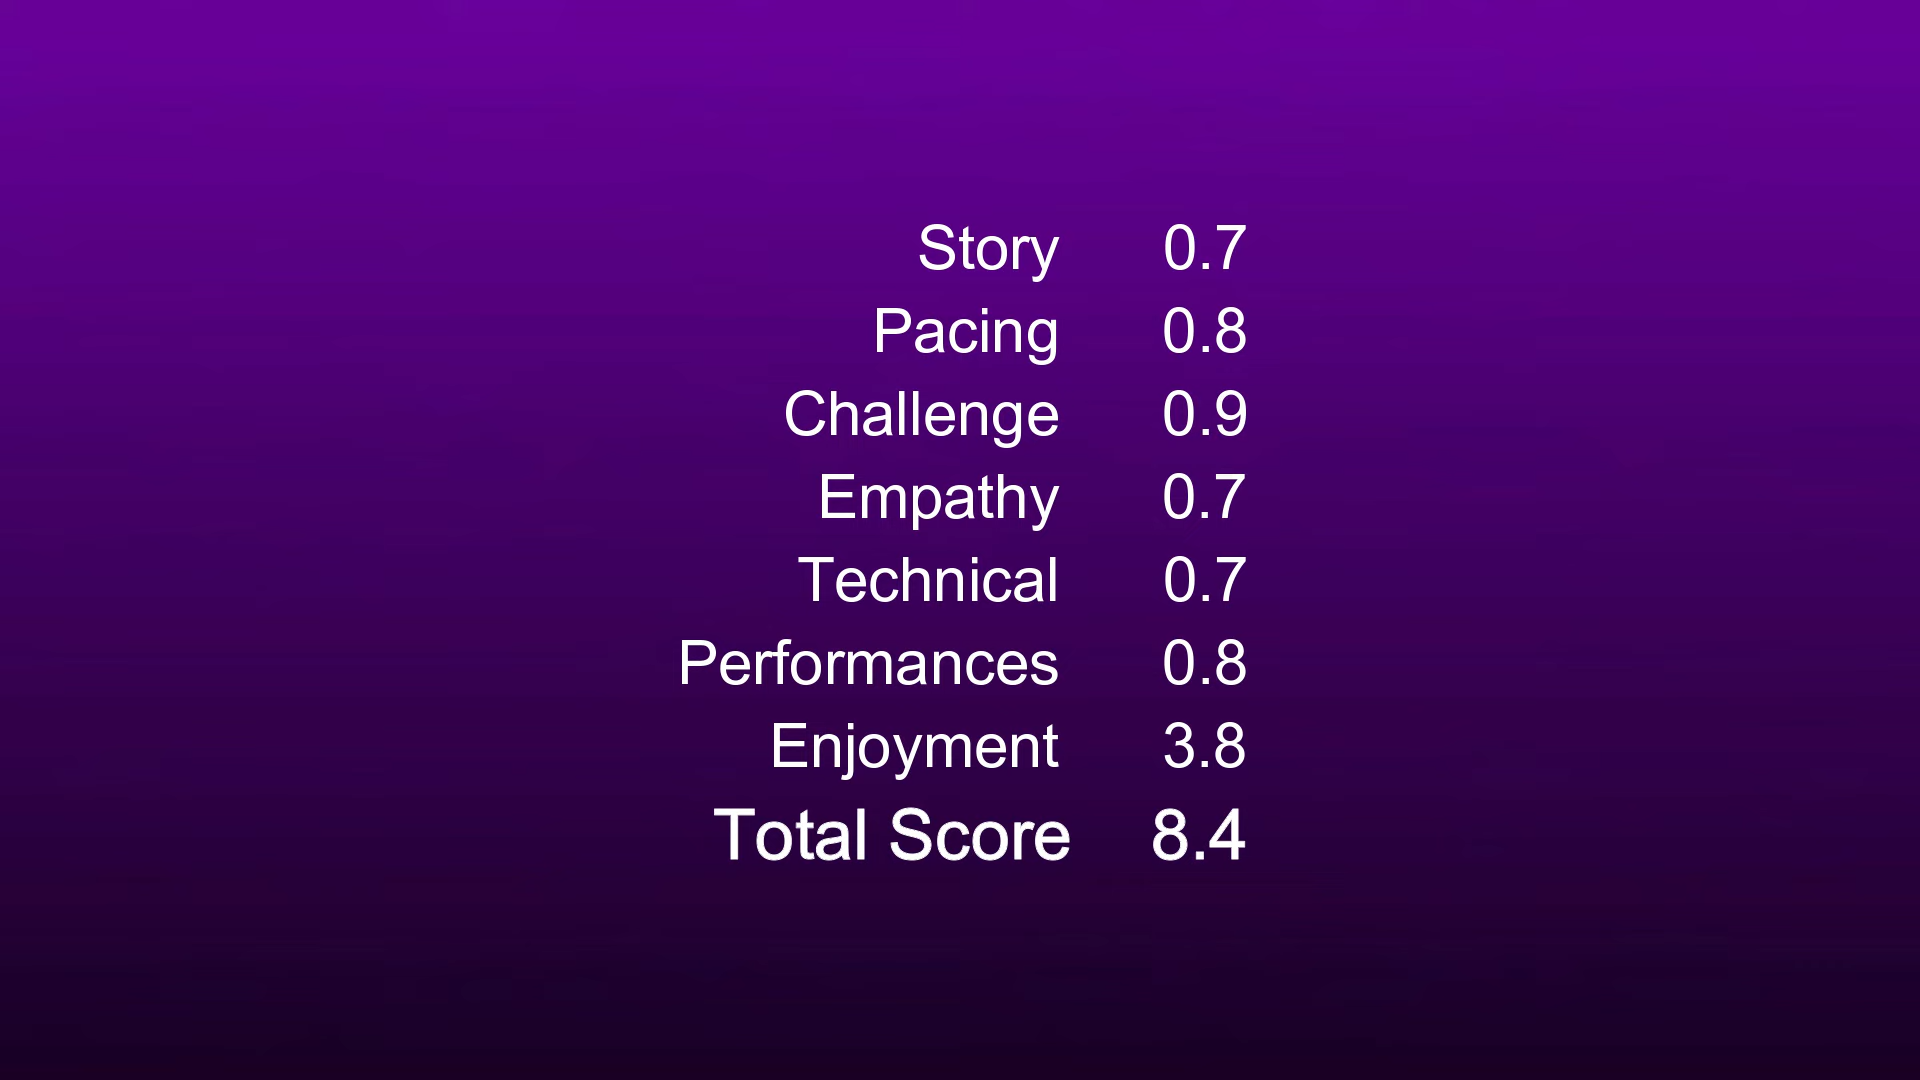 Story 0.7
Pacing 0.8
Challenge 0.9
Empathy 0.7
Technical 0.7
Performances 0.8
Enjoyment 3.8
Total Score 8.4